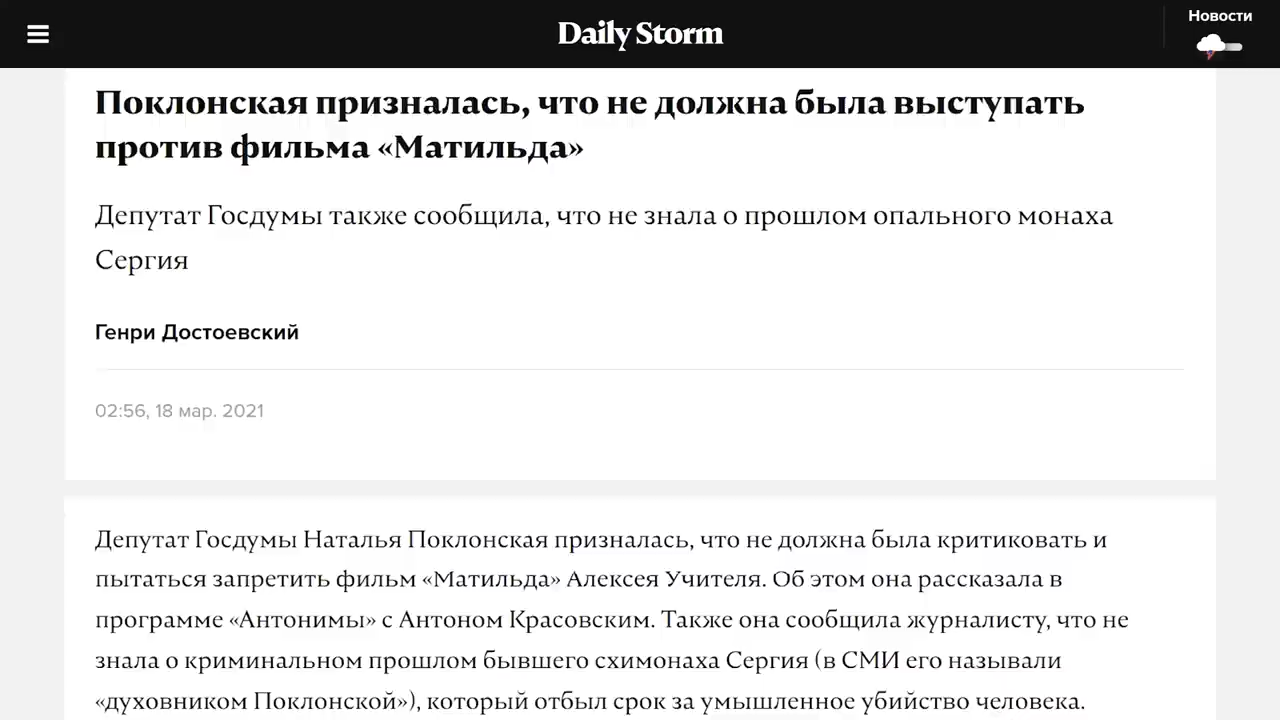 Daily Storm
Новости
Поклонская призналась, что не должна была выступать
против фильма «Матильда»
Депутат Госдумы также сообщила, что не знала о прошлом опального монаха
Сергия
Генри Достоевский
02:56, 18 мар. 2021
Депутат Госдумы Наталья Поклонская призналась, что не должна была критиковать и
пытаться запретить фильм «Матильда» Алексея Учителя. Об этом она рассказала в
программе «Антонимы» с Антоном Красовским. Также она сообщила журналисту, что не
знала о криминальном прошлом бывшего схимонаха Сергия (в СМИ его называли
«духовником Поклонской»), который отбыл срок за умышленное убийство человека.